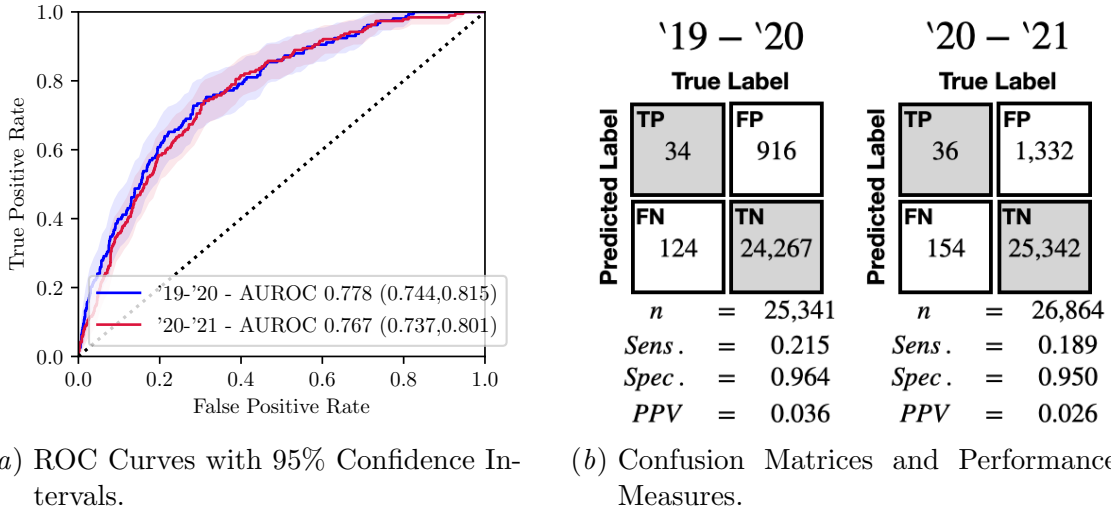 1.0
0.8
0.6
0.4
0.2
0.0
True Positive Rate
'19-'20 - AUROC 0.778 (0.744,0.815)
'20-'21 - AUROC 0.767 (0.737,0.801)
0.0 0.2 0.4 0.6 0.8 1.0
False Positive Rate
a) ROC Curves with 95% Confidence In-
tervals.
‘19 – ‘20
True Label
Predicted Label
TP FP
34 916
FN TN
124 24,267
n = 25,341
Sens. = 0.215
Spec. = 0.964
PPV = 0.036
‘20 – ‘21
True Label
Predicted Label
TP FP
36 1,332
FN TN
154 25,342
n = 26,864
Sens. = 0.189
Spec. = 0.950
PPV = 0.026
(b) Confusion Matrices and Performance
Measures.